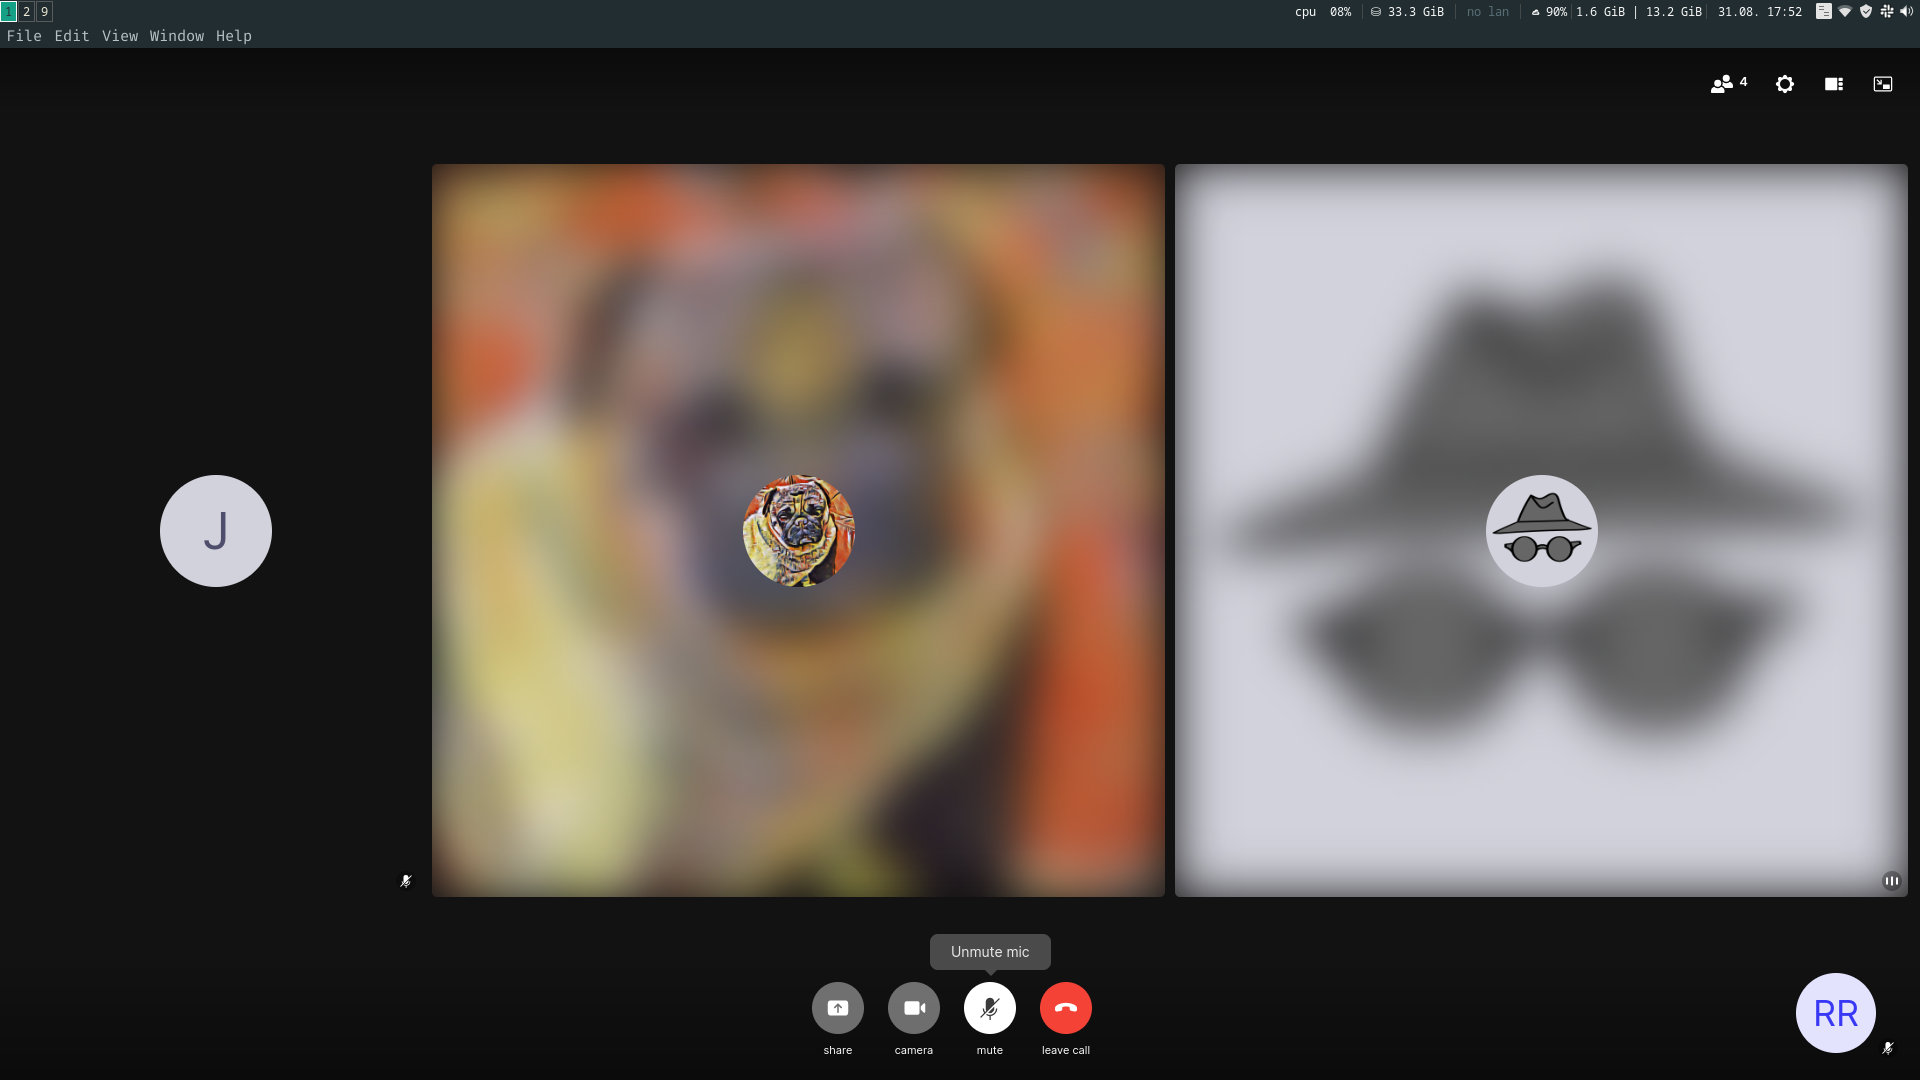 1 2 9 cpu 08% 33.3 GiB no lan 90% 1.6 GiB | 13.2 GiB 31.08. 17:52
File Edit View Window Help
4
J
Unmute mic
share camera mute leave call
RR